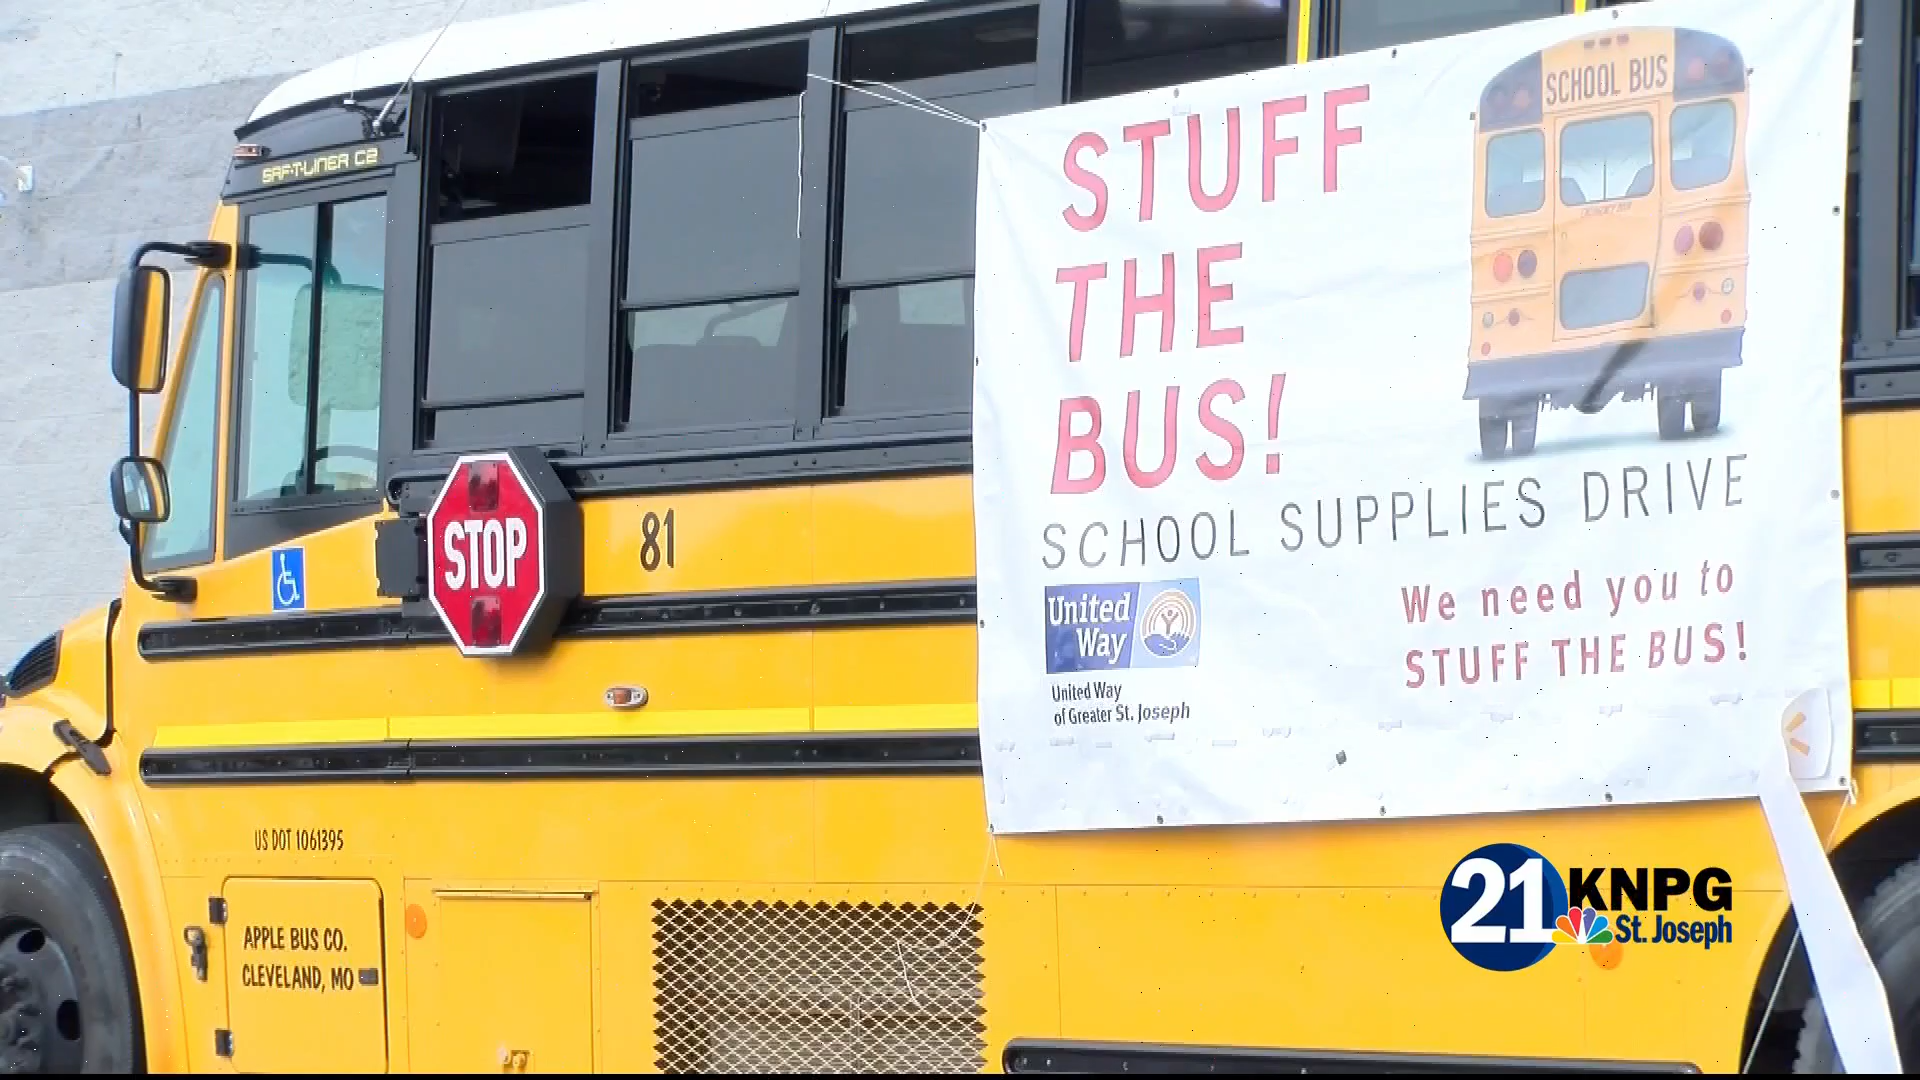 SAF-T-LINER C2
STOP
81
US DOT 1061395
APPLE BUS CO.
CLEVELAND, MO
STUFF
THE
BUS!
SCHOOL BUS
SCHOOL SUPPLIES DRIVE
United
Way
United Way
of Greater St. Joseph
We need you to
STUFF THE BUS!
21 KNPG
St. Joseph